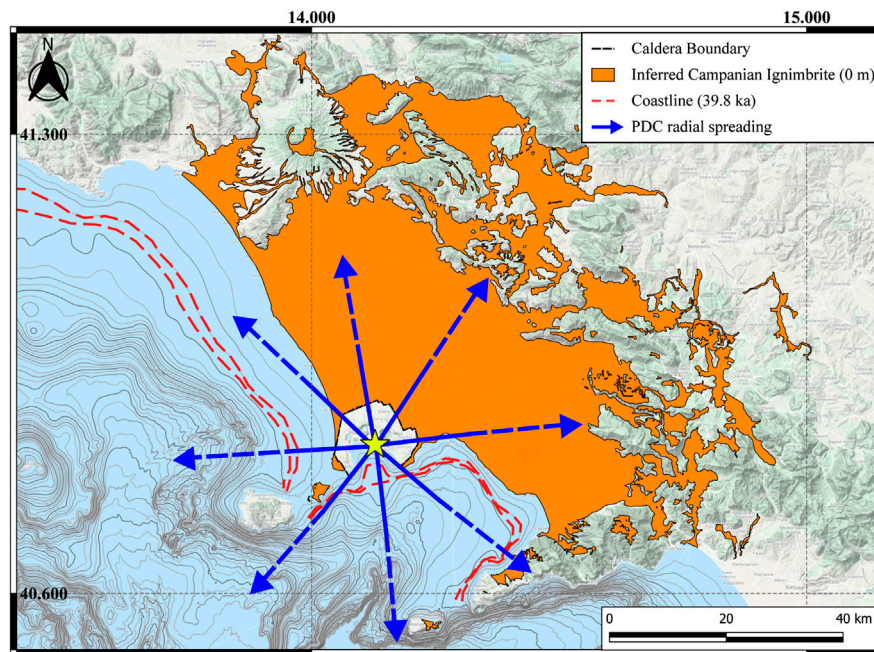 14.000
15.000
N
Caldera Boundary
Inferred Campanian Ignimbrite (0 m)
Coastline (39.8 ka)
PDC radial spreading
41.300
40.600
0
20
40 km